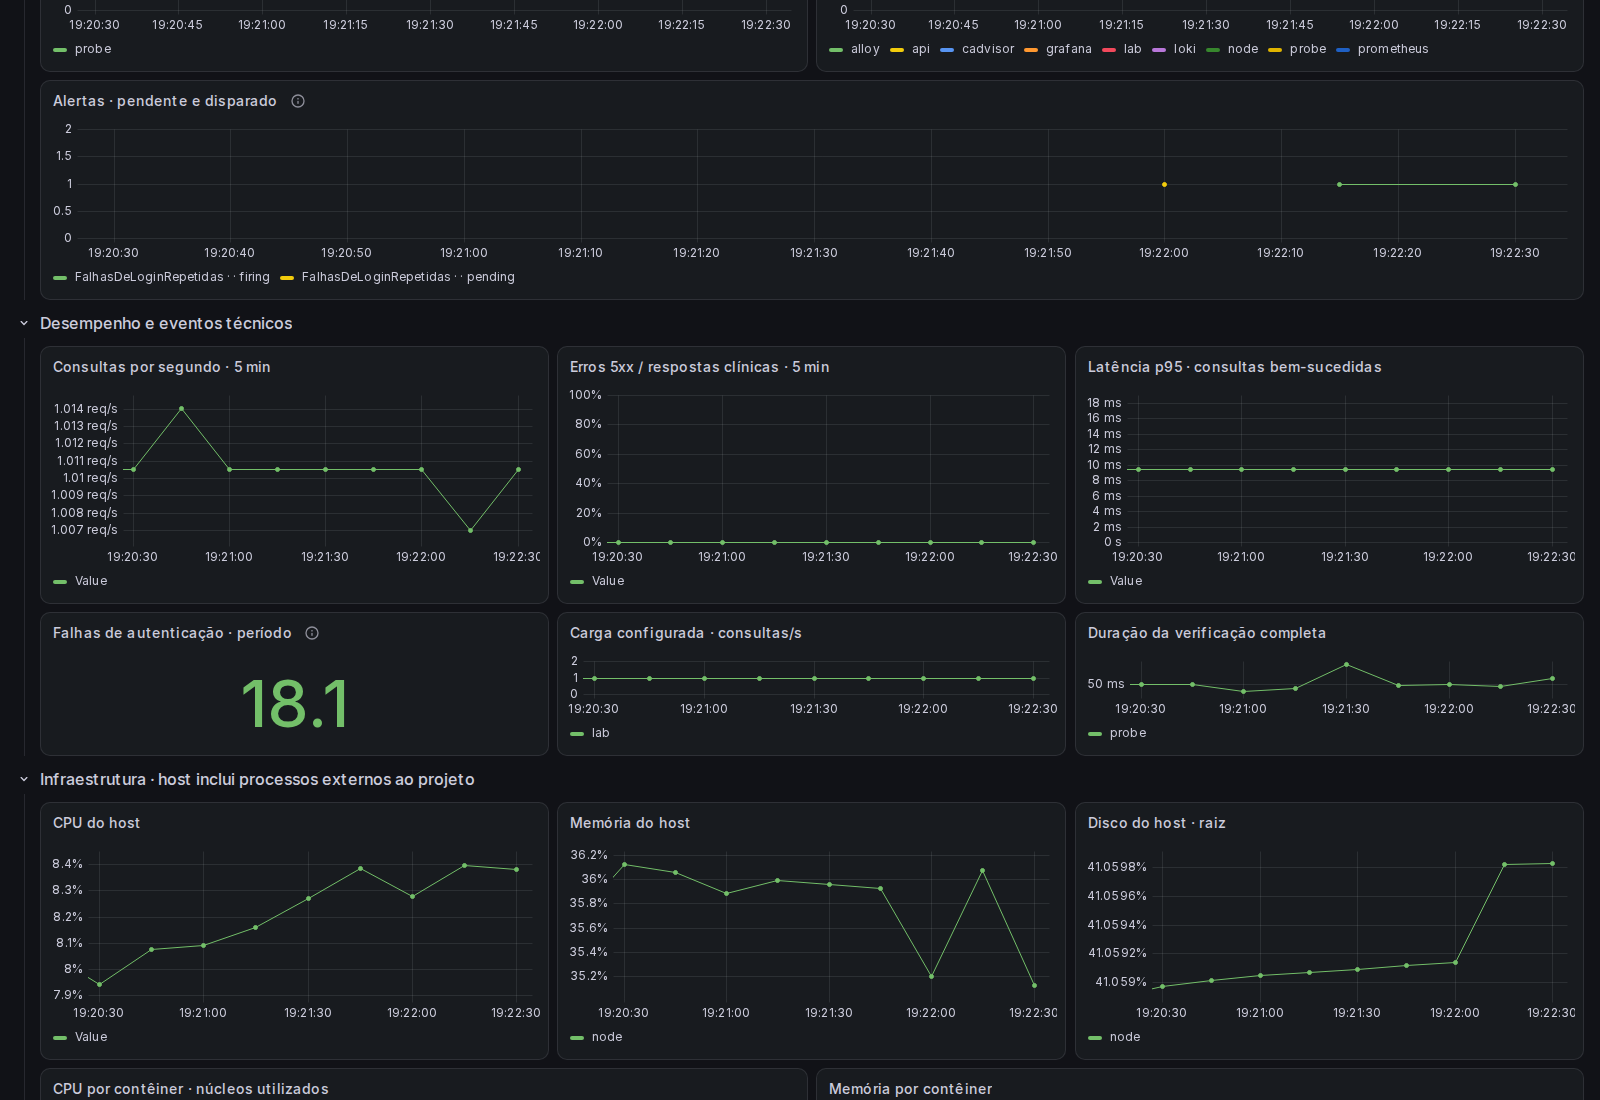 0
19:20:30 19:20:45 19:21:00 19:21:15 19:21:30 19:21:45 19:22:00 19:22:15 19:22:30
probe
0
19:20:30 19:20:45 19:21:00 19:21:15 19:21:30 19:21:45 19:22:00 19:22:15 19:22:30
alloy api cadvisor grafana lab loki node probe prometheus
Alertas · pendente e disparado
2
1.5
1
0.5
0
19:20:30 19:20:40 19:20:50 19:21:00 19:21:10 19:21:20 19:21:30 19:21:40 19:21:50 19:22:00 19:22:10 19:22:20 19:22:30
FalhasDeLoginRepetidas · · firing FalhasDeLoginRepetidas · · pending
Desempenho e eventos técnicos
Consultas por segundo · 5 min
1.014 req/s
1.013 req/s
1.012 req/s
1.011 req/s
1.01 req/s
1.009 req/s
1.008 req/s
1.007 req/s
19:20:30 19:21:00 19:21:30 19:22:00 19:22:30
Value
Erros 5xx / respostas clínicas · 5 min
100%
80%
60%
40%
20%
0%
19:20:30 19:21:00 19:21:30 19:22:00 19:22:30
Value
Latência p95 · consultas bem-sucedidas
18 ms
16 ms
14 ms
12 ms
10 ms
8 ms
6 ms
4 ms
2 ms
0 s
19:20:30 19:21:00 19:21:30 19:22:00 19:22:30
Value
Falhas de autenticação · período
18.1
Carga configurada · consultas/s
2
1
0
19:20:30 19:21:00 19:21:30 19:22:00 19:22:30
lab
Duração da verificação completa
50 ms
19:20:30 19:21:00 19:21:30 19:22:00 19:22:30
probe
Infraestrutura · host inclui processos externos ao projeto
CPU do host
8.4%
8.3%
8.2%
8.1%
8%
7.9%
19:20:30 19:21:00 19:21:30 19:22:00 19:22:30
Value
Memória do host
36.2%
36%
35.8%
35.6%
35.4%
35.2%
19:20:30 19:21:00 19:21:30 19:22:00 19:22:30
node
Disco do host · raiz
41.0598%
41.0596%
41.0594%
41.0592%
41.059%
19:20:30 19:21:00 19:21:30 19:22:00 19:22:30
node
CPU por contêiner · núcleos utilizados
Memória por contêiner